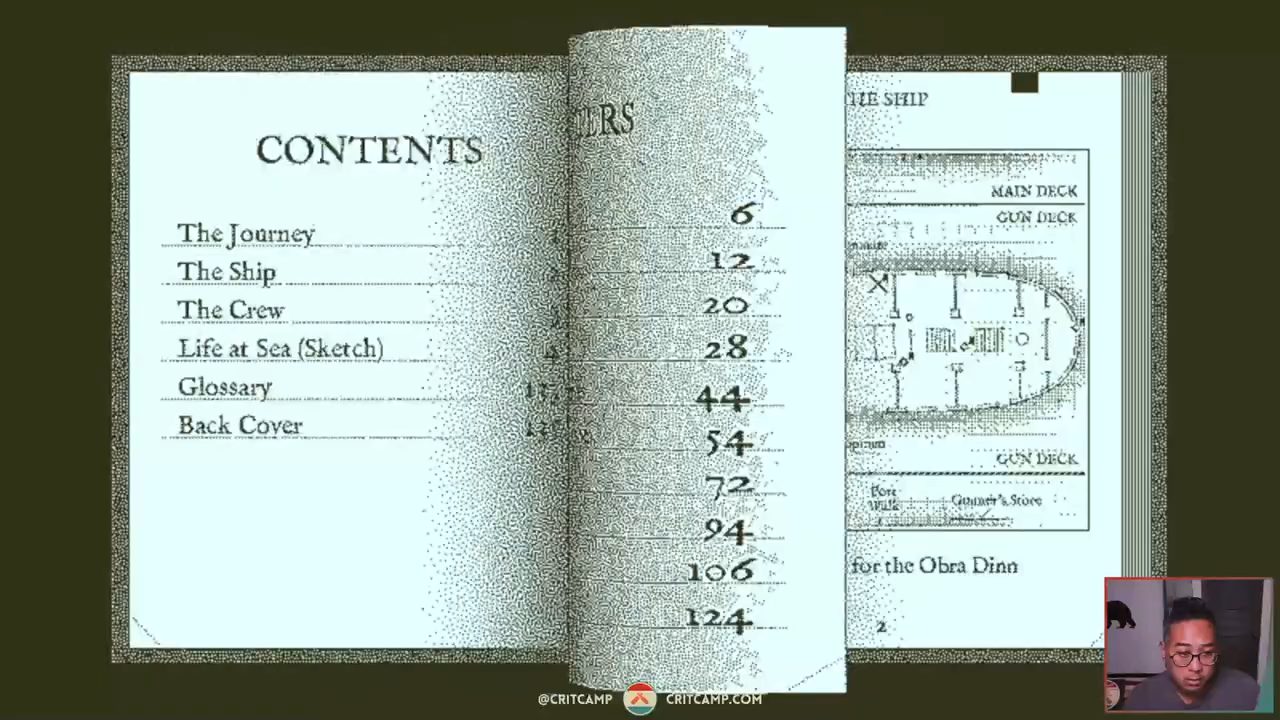 CONTENTS
The Journey
The Ship
The Crew
Life at Sea (Sketch)
Glossary
Back Cover
6
12
20
28
44
54
72
94
106
124
THE SHIP
MAIN DECK
GUN DECK
GUN DECK
Gunner's Store
for the Obra Dinn
2
@CRITCAMP
CRITCAMP.COM